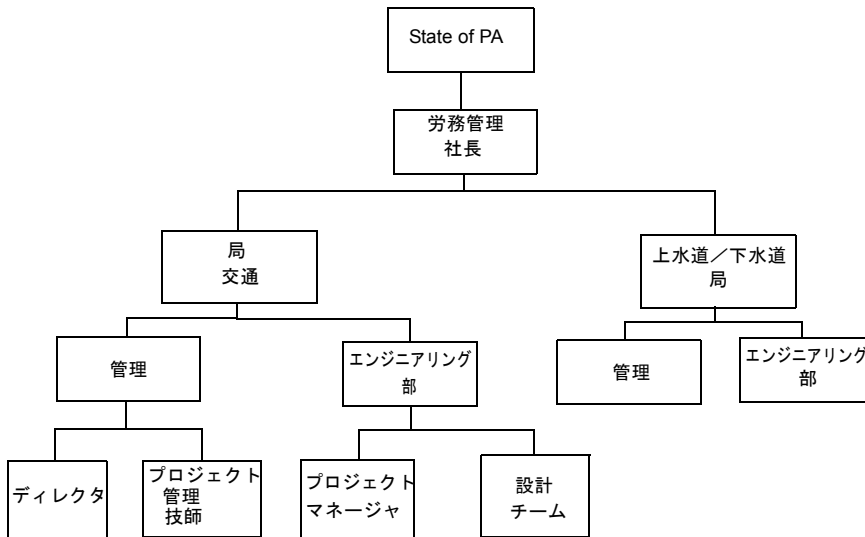 State of PA
労務管理
社長
局
交通
上水道／下水道
局
管理
エンジニアリング
部
管理
エンジニアリング
部
ディレクタ
プロジェクト
管理
技師
プロジェクト
マネージャ
設計
チーム